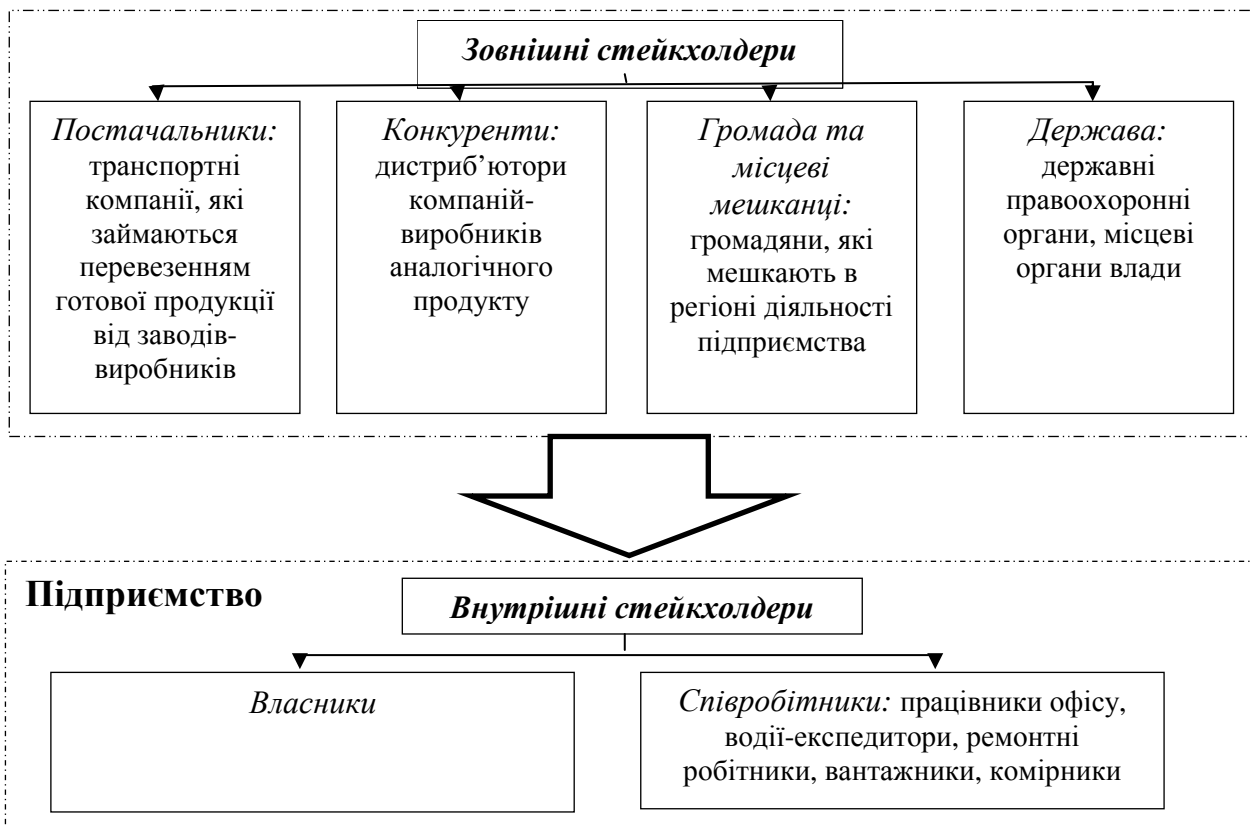 Зовнішні стейкхолдери
Постачальники:
транспортні
компанії, які
займаються
перевезенням
готової продукції
від заводів-
виробників
Конкуренти:
дистриб’ютори
компаній-
виробників
аналогічного
продукту
Громада та
місцеві
мешканці:
громадяни, які
мешкають в
регіоні діяльності
підприємства
Держава:
державні
правоохоронні
органи, місцеві
органи влади
Підприємство
Внутрішні стейкхолдери
Власники
Співробітники: працівники офісу,
водії-експедитори, ремонтні
робітники, вантажники, комірники